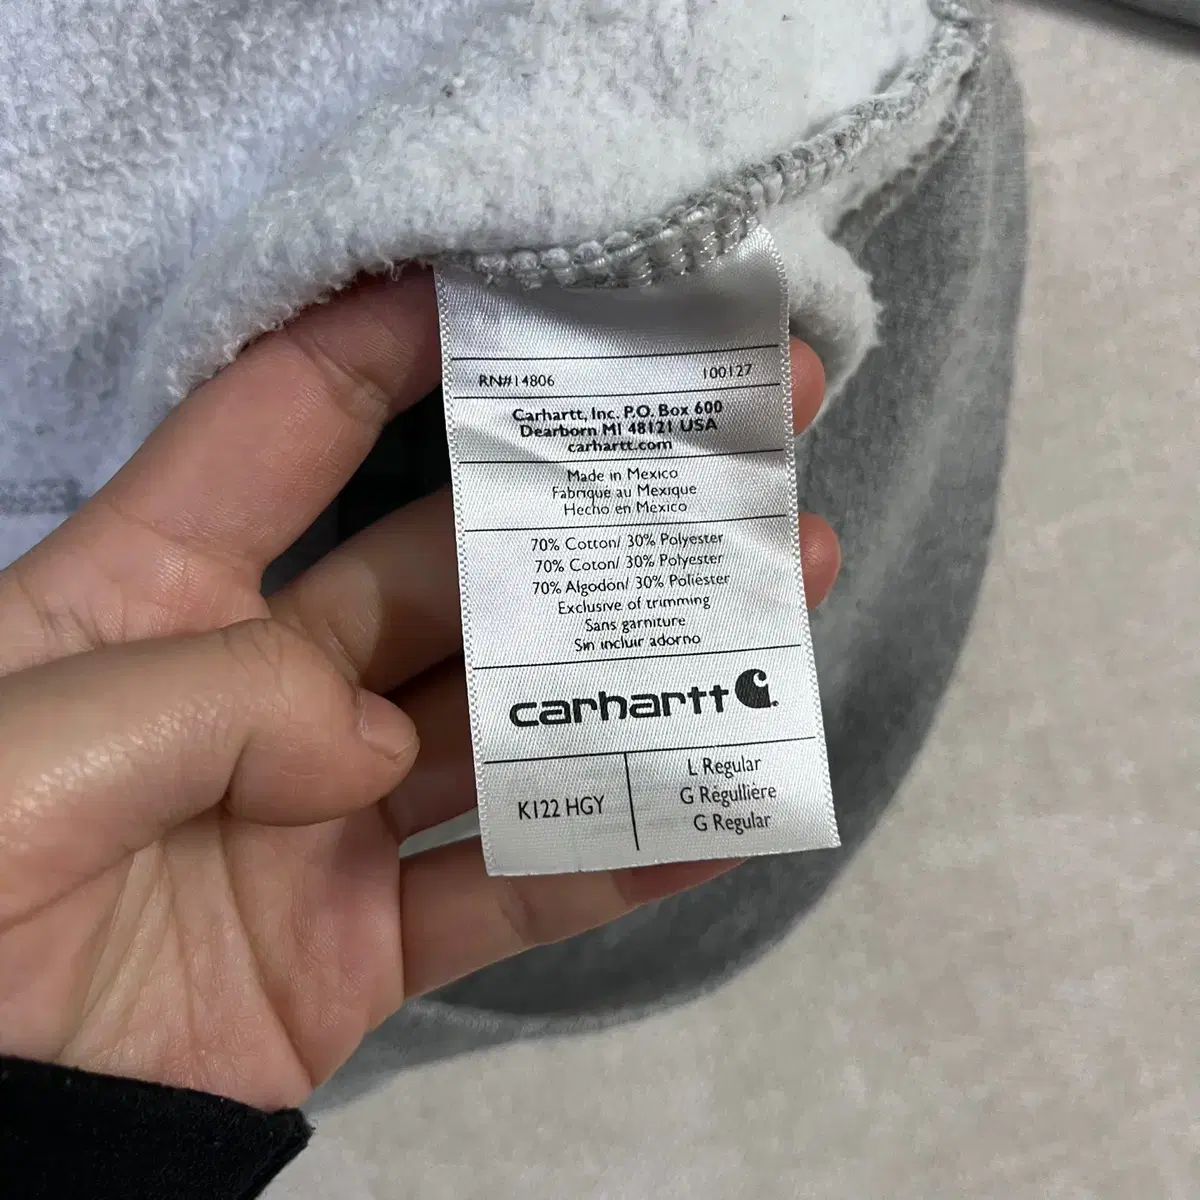 RN#14806 100127
Carhartt, Inc. P.O. Box 600
Dearborn MI 48121 USA
carhartt.com
Made in Mexico
Fabriqué au Mexique
Hecho en México
70% Cotton/ 30% Polyester
70% Coton/ 30% Polyester
70% Algodón/ 30% Poliéster
Exclusive of trimming
Sans garniture
Sin incluir adorno
carhartt
K122 HGY
L Regular
G Régullière
G Regular